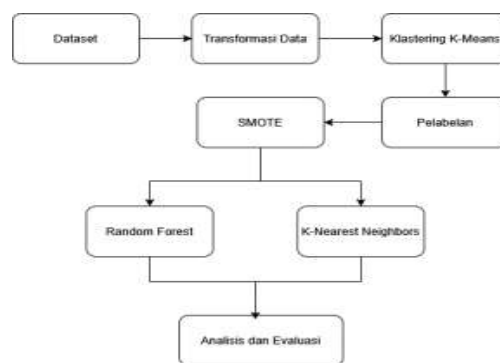 Dataset
Transformasi Data
Klastering K-Means
SMOTE
Pelabelan
Random Forest
K-Nearest Neighbors
Analisis dan Evaluasi